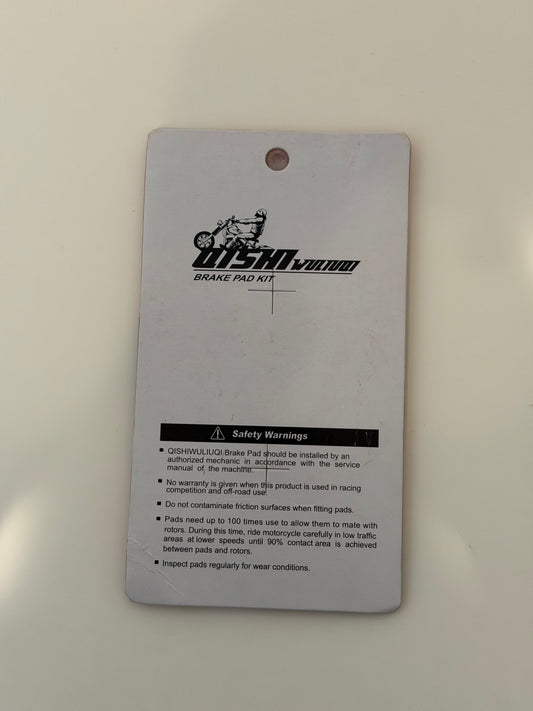 QISHIWULIUQI
BRAKE PAD KIT
Safety Warnings
QISHIWULIUQI Brake Pad should be installed by an
authorized mechanic in accordance with the service
manual of the machine.
No warranty is given when this product is used in racing
competition and off-road use.
Do not contaminate friction surfaces when fitting pads.
Pads need up to 100 times use to allow them to mate with
rotors. During this time, ride motorcycle carefully in low traffic
areas at lower speeds until 90% contact area is achieved
between pads and rotors.
Inspect pads regularly for wear conditions.